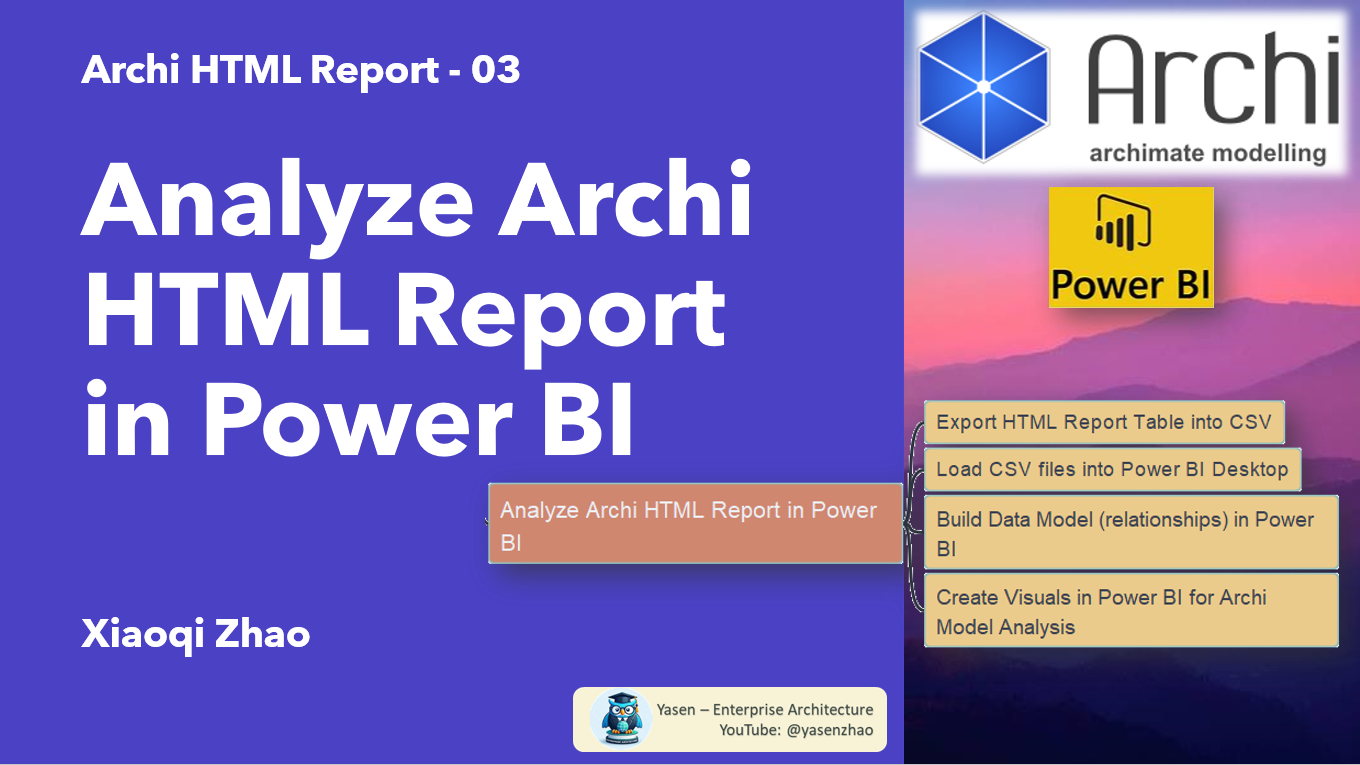 Archi HTML Report - 03
Analyze Archi
HTML Report
in Power BI
Archi
archimate modelling
Power BI
Analyze Archi HTML Report in Power
BI
Export HTML Report Table into CSV
Load CSV files into Power BI Desktop
Build Data Model (relationships) in Power
BI
Create Visuals in Power BI for Archi
Model Analysis
Xiaoqi Zhao
Yasen – Enterprise Architecture
YouTube: @yasenzhao